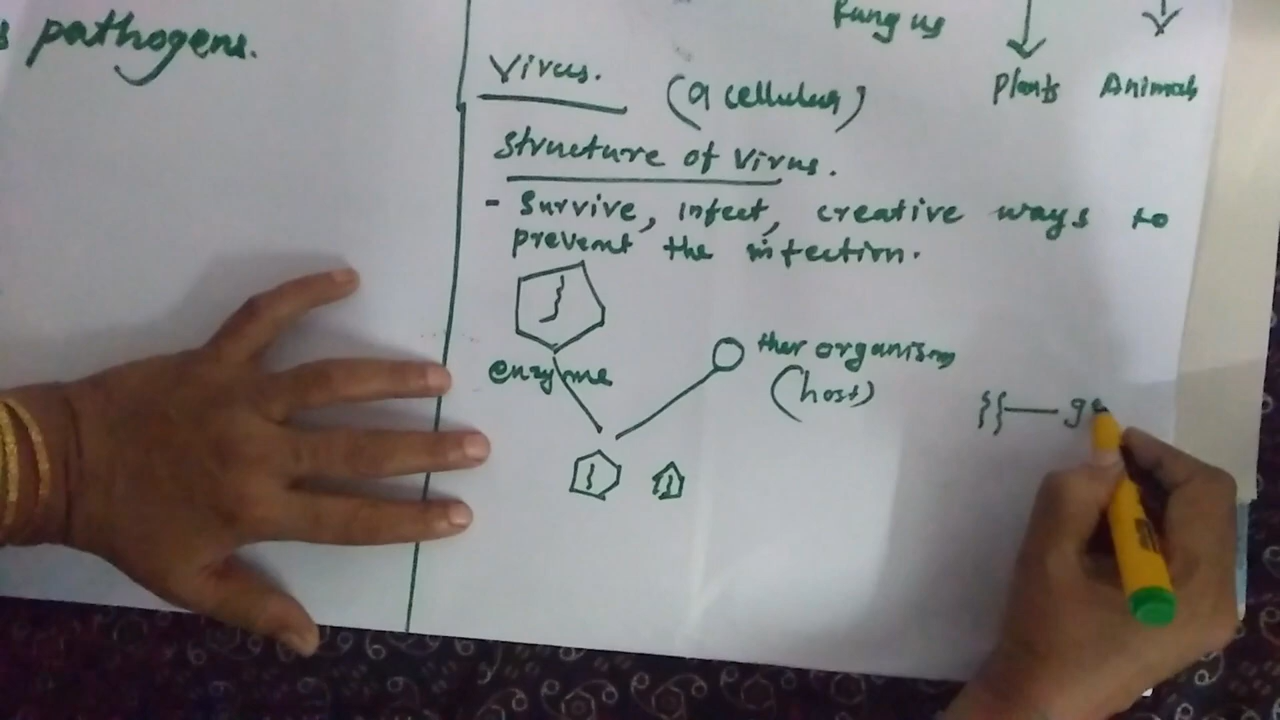 pathogens.
Fungus
Plants Animals
Virus.
(a cellular)
Structure of Virus.
- Survive, infect, creative ways to
prevent the infection.
enzyme
ther organism
(host)